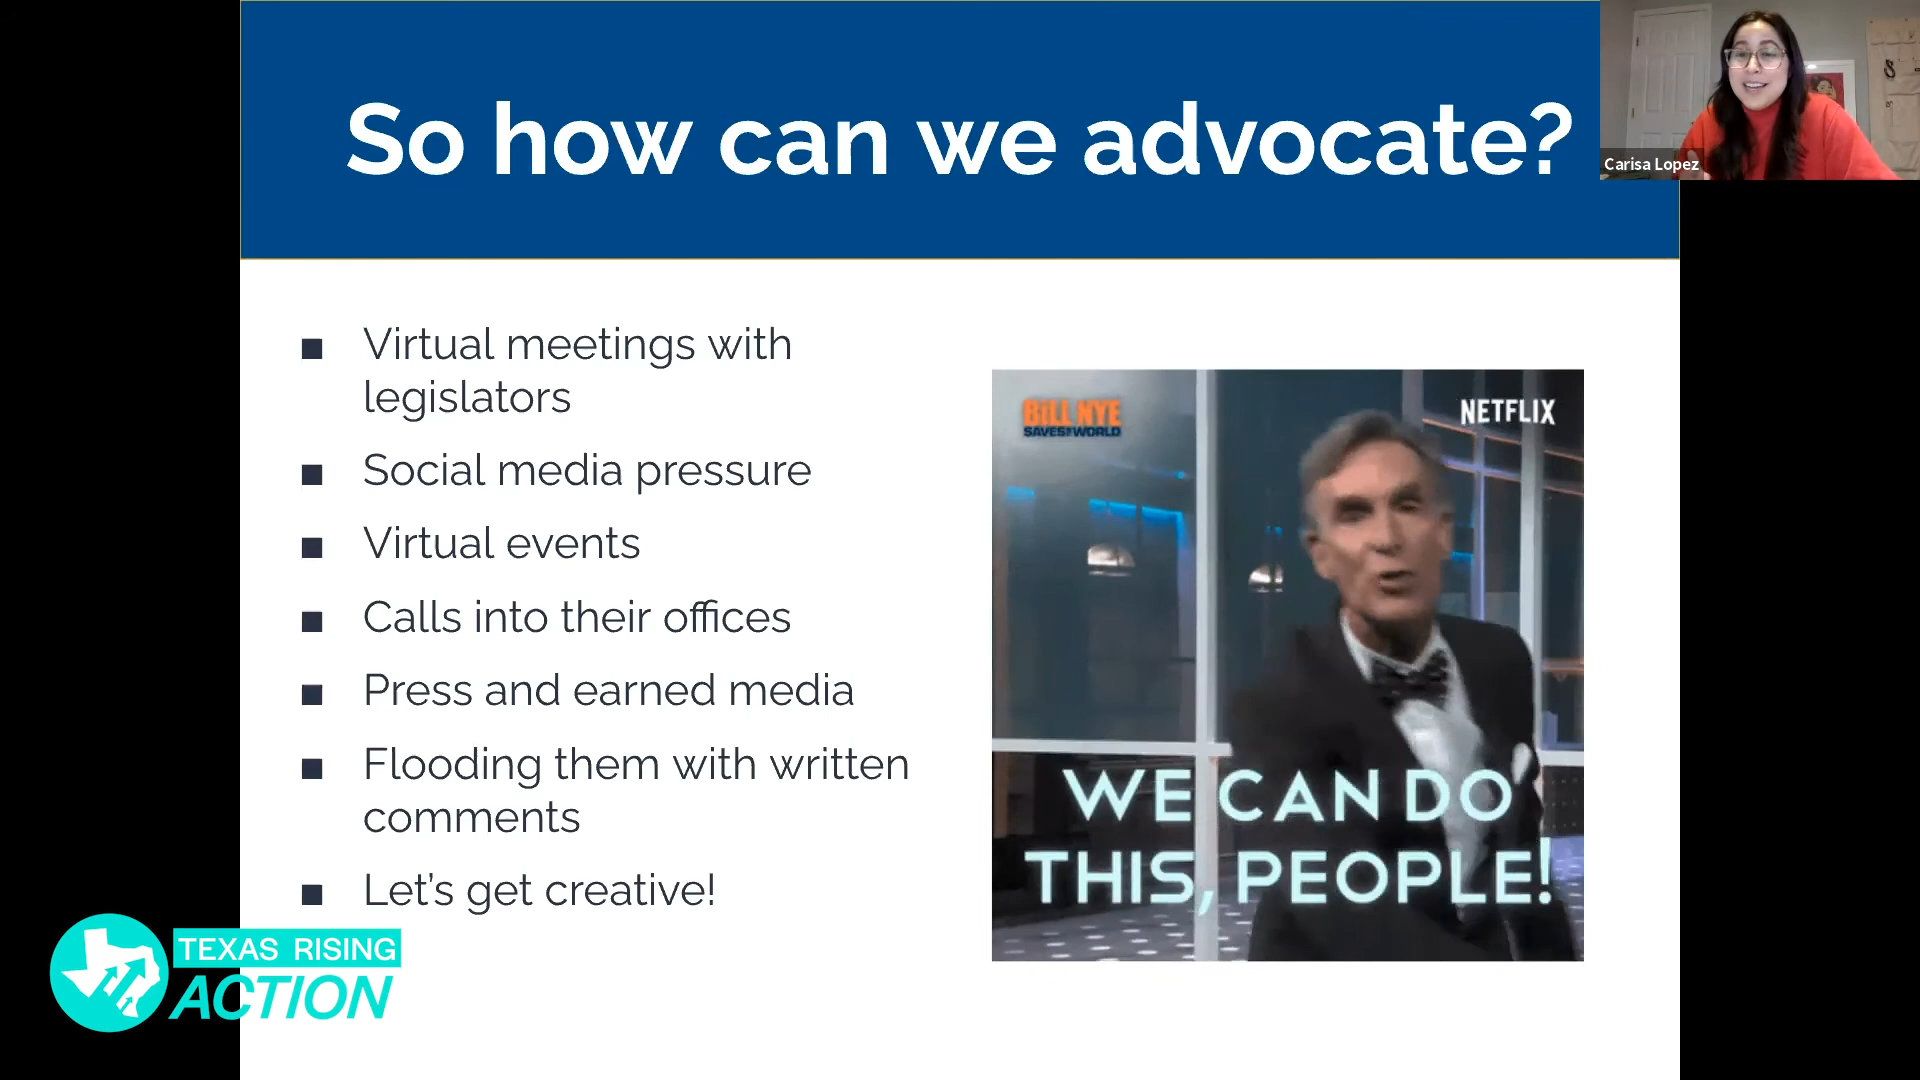 So how can we advocate?
Carisa Lopez
■ Virtual meetings with
legislators
■ Social media pressure
■ Virtual events
■ Calls into their offices
■ Press and earned media
■ Flooding them with written
comments
■ Let’s get creative!
BILL NYE
SAVES THE WORLD
NETFLIX
WE CAN DO
THIS, PEOPLE!
TEXAS RISING
ACTION